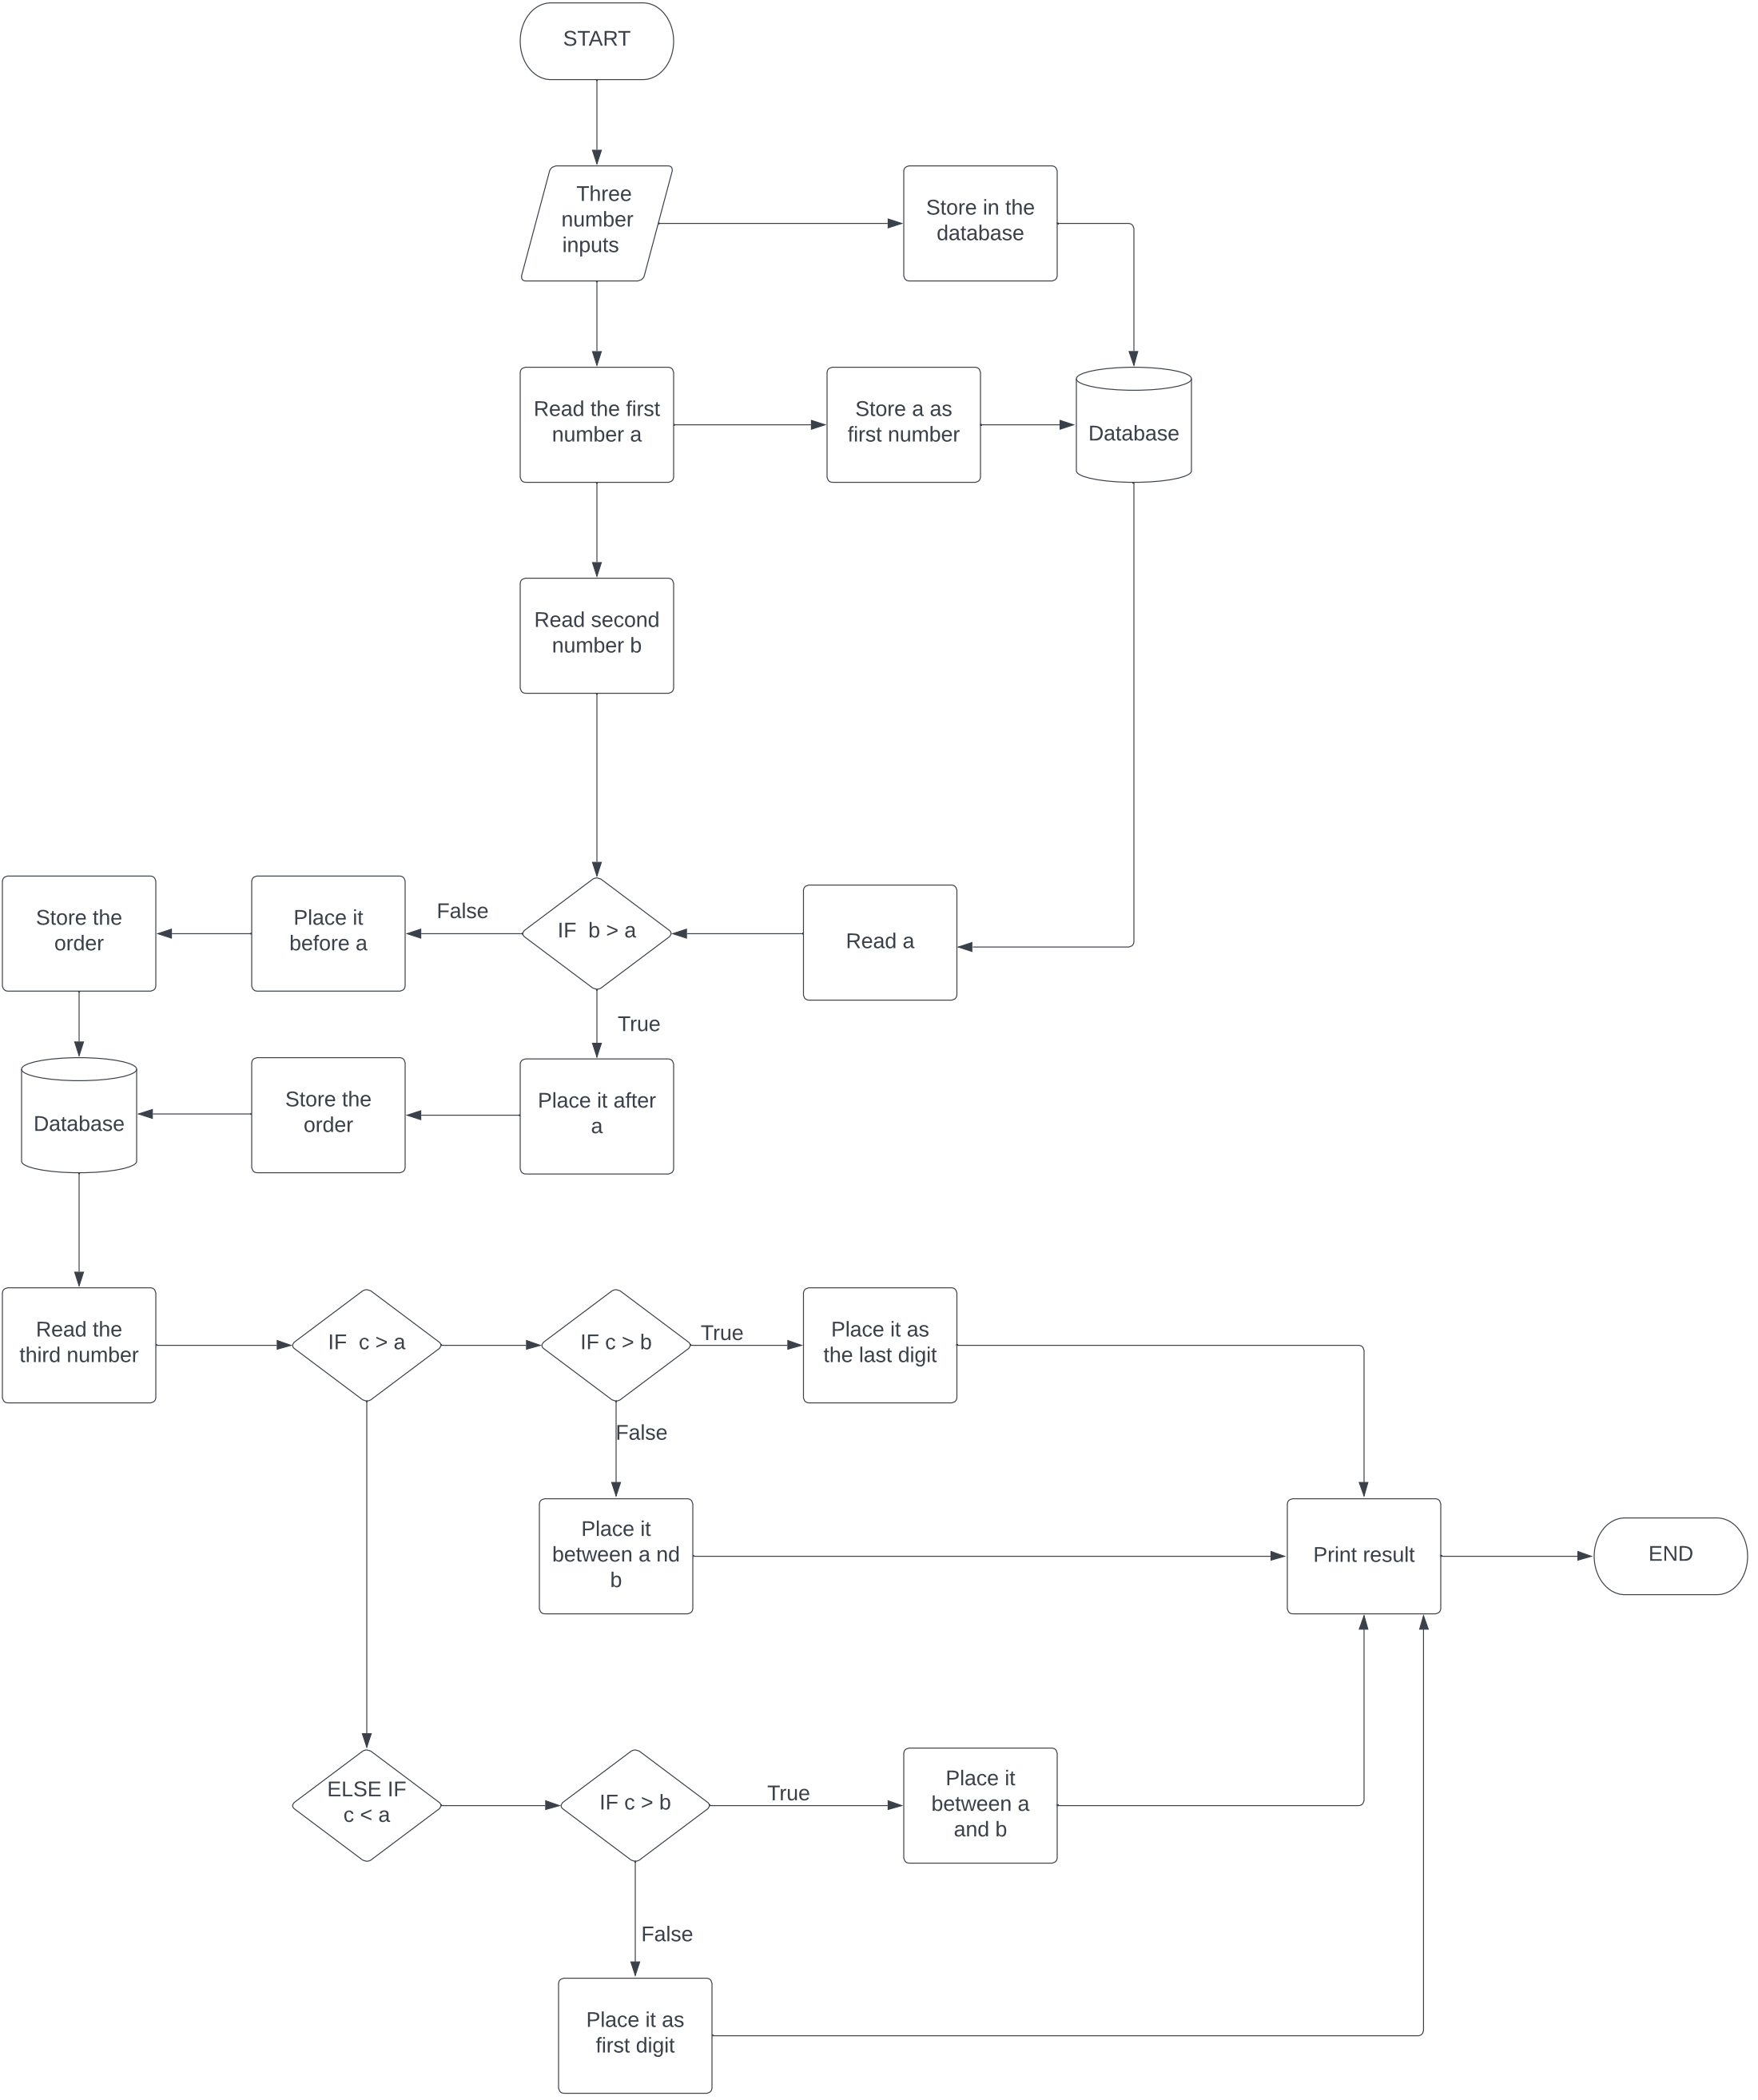 START
Three
number
inputs
Store in the
database
Read the first
number a
Store a as
first number
Database
Read second
number b
Store the
order
Place it
before a
False
IF  b > a
Read a
True
Database
Store the
order
Place it after
a
Read the
third number
IF  c > a
IF c > b
True
Place it as
the last digit
False
Place it
between a nd
b
Print result
END
ELSE IF
c < a
IF c > b
True
Place it
between a
and b
False
Place it as
first digit